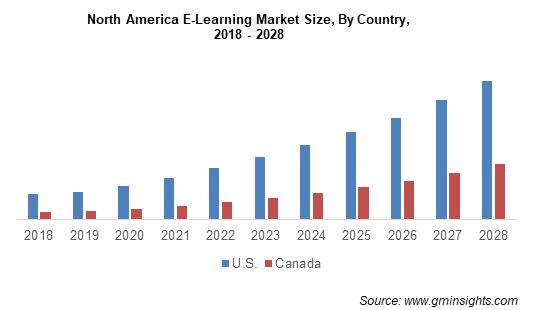 North America E-Learning Market Size, By Country,
2018 - 2028
2018 2019 2020 2021 2022 2023 2024 2025 2026 2027 2028
U.S. Canada
Source: www.gminsights.com